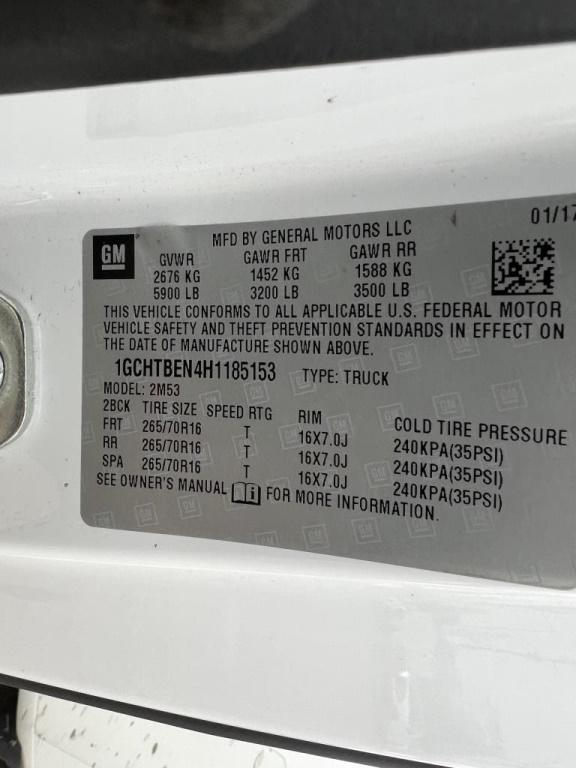 GM
MFD BY GENERAL MOTORS LLC 01/17
GVWR GAWR FRT GAWR RR
2676 KG 1452 KG 1588 KG
5900 LB 3200 LB 3500 LB
THIS VEHICLE CONFORMS TO ALL APPLICABLE U.S. FEDERAL MOTOR
VEHICLE SAFETY AND THEFT PREVENTION STANDARDS IN EFFECT ON
THE DATE OF MANUFACTURE SHOWN ABOVE.
1GCHTBEN4H1185153 TYPE: TRUCK
MODEL: 2M53
2BCK TIRE SIZE SPEED RTG RIM COLD TIRE PRESSURE
FRT 265/70R16 T 16X7.0J 240KPA(35PSI)
RR 265/70R16 T 16X7.0J 240KPA(35PSI)
SPA 265/70R16 T 16X7.0J 240KPA(35PSI)
SEE OWNER'S MANUAL i FOR MORE INFORMATION.